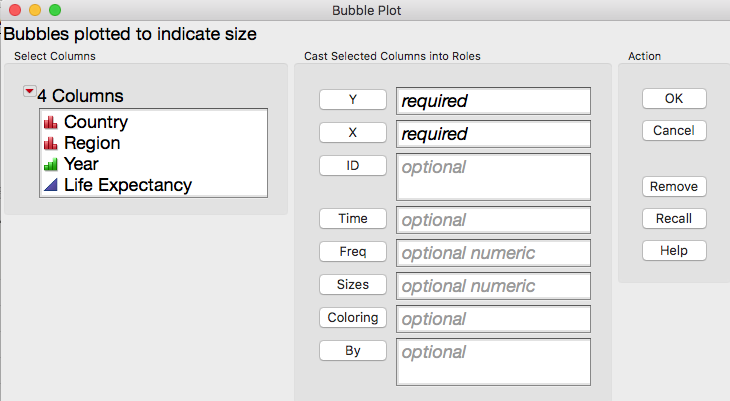 Bubble Plot
Bubbles plotted to indicate size
Select Columns
4 Columns
Country
Region
Year
Life Expectancy
Cast Selected Columns into Roles
Y required
X required
ID optional
Time optional
Freq optional numeric
Sizes optional numeric
Coloring optional
By optional
Action
OK
Cancel
Remove
Recall
Help